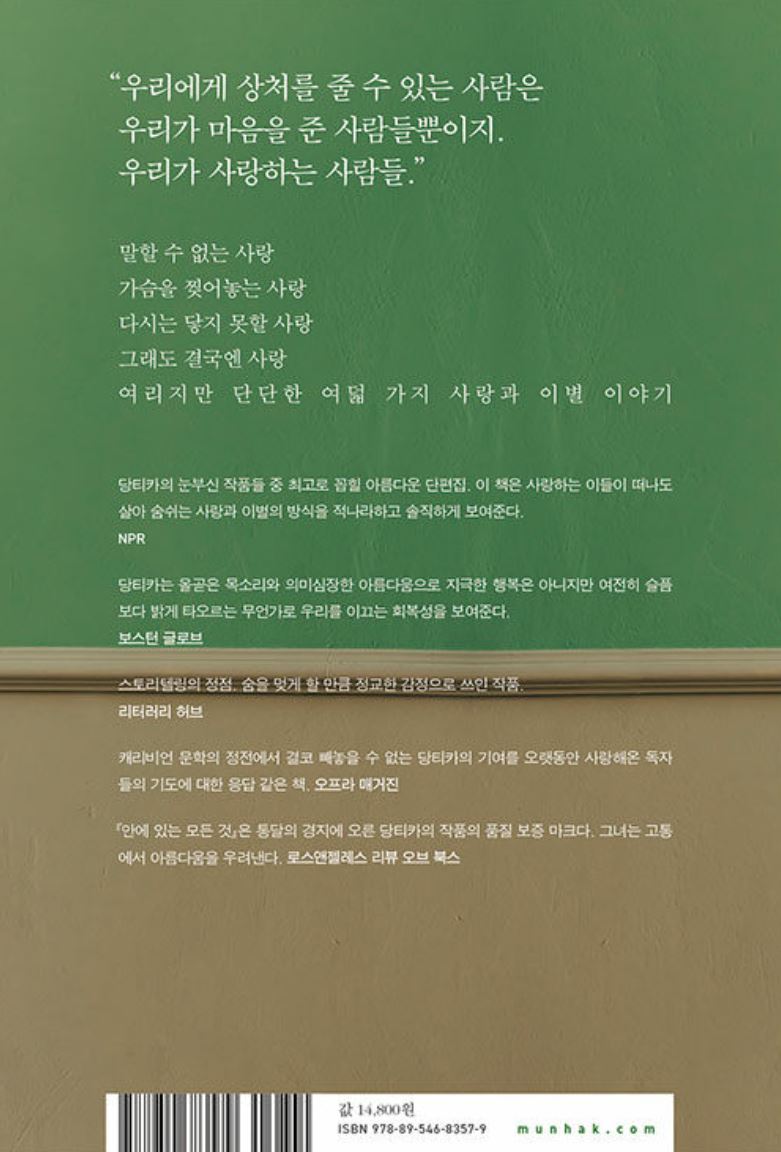 “우리에게 상처를 줄 수 있는 사람은
우리가 마음을 준 사람들뿐이지.
우리가 사랑하는 사람들.”
말할 수 없는 사랑
가슴을 찢어놓는 사랑
다시는 닿지 못할 사랑
그래도 결국엔 사랑
여리지만 단단한 여덟 가지 사랑과 이별 이야기
당티카의 눈부신 작품들 중 최고로 꼽힐 아름다운 단편집. 이 책은 사랑하는 이들이 떠나도
살아 숨쉬는 사랑과 이별의 방식을 적나라하고 솔직하게 보여준다.
NPR
당티카는 올곧은 목소리와 의미심장한 아름다움으로 지극한 행복은 아니지만 여전히 슬픔
보다 밝게 타오르는 무언가로 우리를 이끄는 회복성을 보여준다.
보스턴 글로브
스토리텔링의 정점. 숨을 멎게 할 만큼 정교한 감정으로 쓰인 작품.
리터러리 허브
캐리비언 문학의 정전에서 결코 빼놓을 수 없는 당티카의 기여를 오랫동안 사랑해온 독자
들의 기도에 대한 응답 같은 책. 오프라 매거진
『안에 있는 모든 것』은 통달의 경지에 오른 당티카의 작품의 품질 보증 마크다. 그녀는 고통
에서 아름다움을 우려낸다. 로스앤젤레스 리뷰 오브 북스
값 14,800원
ISBN 978-89-546-8357-9 munhak.com